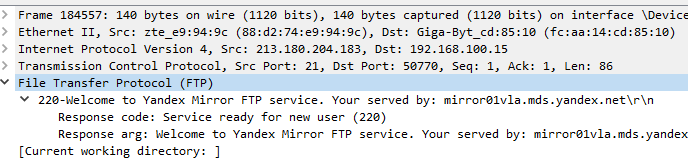 Frame 184557: 140 bytes on wire (1120 bits), 140 bytes captured (1120 bits) on interface \Device
Ethernet II, Src: zte_e9:94:9c (88:d2:74:e9:94:9c), Dst: Giga-Byt_cd:85:10 (fc:aa:14:cd:85:10)
Internet Protocol Version 4, Src: 213.180.204.183, Dst: 192.168.100.15
Transmission Control Protocol, Src Port: 21, Dst Port: 50770, Seq: 1, Ack: 1, Len: 86
File Transfer Protocol (FTP)
220-Welcome to Yandex Mirror FTP service. Your served by: mirror01vla.mds.yandex.net\r\n
Response code: Service ready for new user (220)
Response arg: Welcome to Yandex Mirror FTP service. Your served by: mirror01vla.mds.yandex
[Current working directory: ]